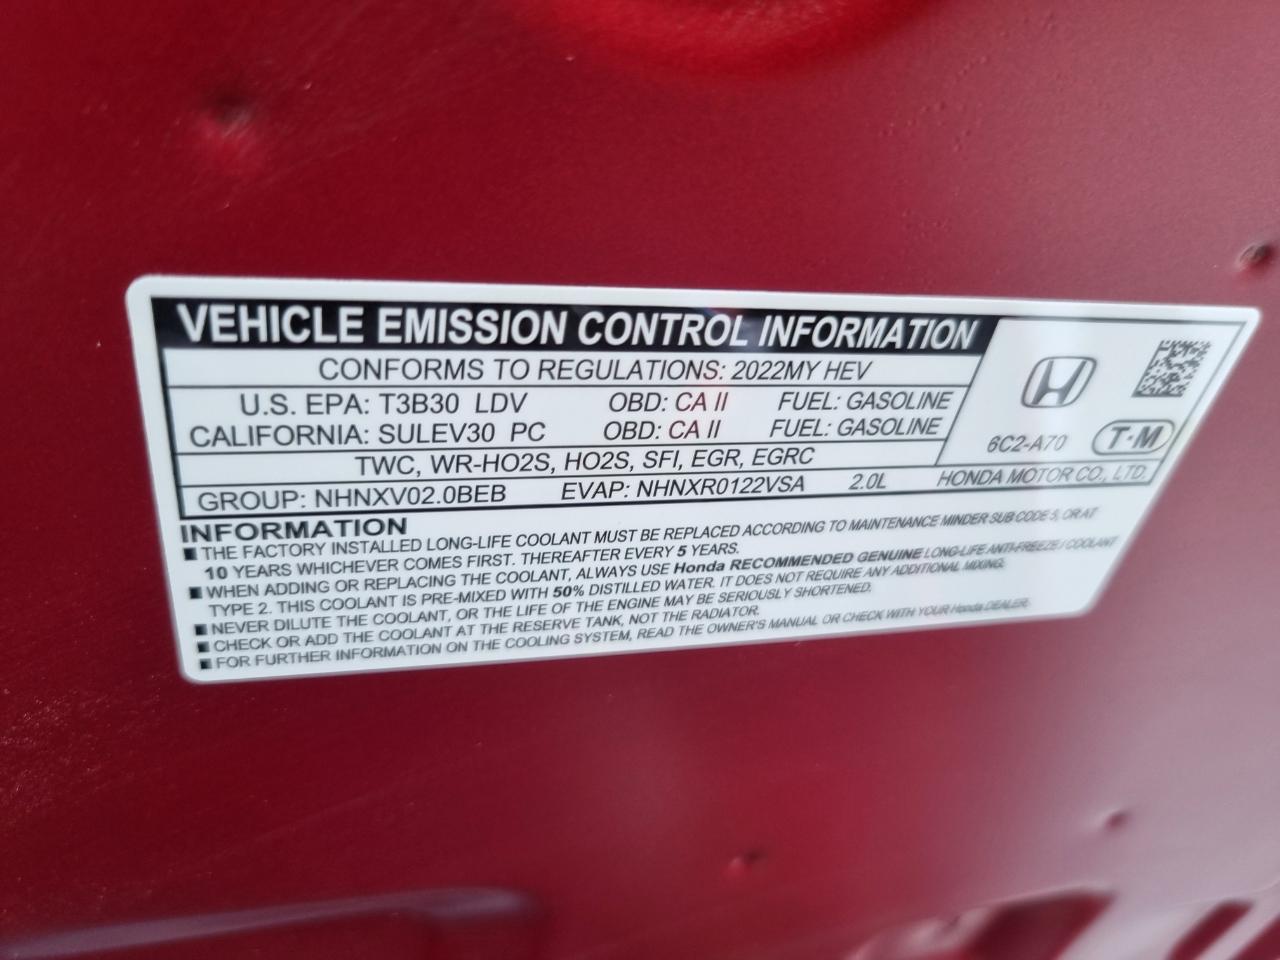 VEHICLE EMISSION CONTROL INFORMATION
CONFORMS TO REGULATIONS: 2022MY HEV
U.S. EPA: T3B30 LDV OBD: CA II FUEL: GASOLINE
CALIFORNIA: SULEV30 PC OBD: CA II FUEL: GASOLINE
6C2-A70 T·M
TWC, WR-HO2S, HO2S, SFI, EGR, EGRC
GROUP: NHNXV02.0BEB EVAP: NHNXR0122VSA 2.0L HONDA MOTOR CO., LTD.
INFORMATION
■ THE FACTORY INSTALLED LONG-LIFE COOLANT MUST BE REPLACED ACCORDING TO MAINTENANCE MINDER SUB CODE 5, OR AT
10 YEARS WHICHEVER COMES FIRST. THEREAFTER EVERY 5 YEARS.
■ WHEN ADDING OR REPLACING THE COOLANT, ALWAYS USE Honda RECOMMENDED GENUINE LONG-LIFE ANTI-FREEZE / COOLANT
TYPE 2. THIS COOLANT IS PRE-MIXED WITH 50% DISTILLED WATER. IT DOES NOT REQUIRE ANY ADDITIONAL MIXING.
■ NEVER DILUTE THE COOLANT, OR THE LIFE OF THE ENGINE MAY BE SERIOUSLY SHORTENED.
■ CHECK OR ADD THE COOLANT AT THE RESERVE TANK, NOT THE RADIATOR.
■ FOR FURTHER INFORMATION ON THE COOLING SYSTEM, READ THE OWNER'S MANUAL OR CHECK WITH YOUR Honda DEALER.